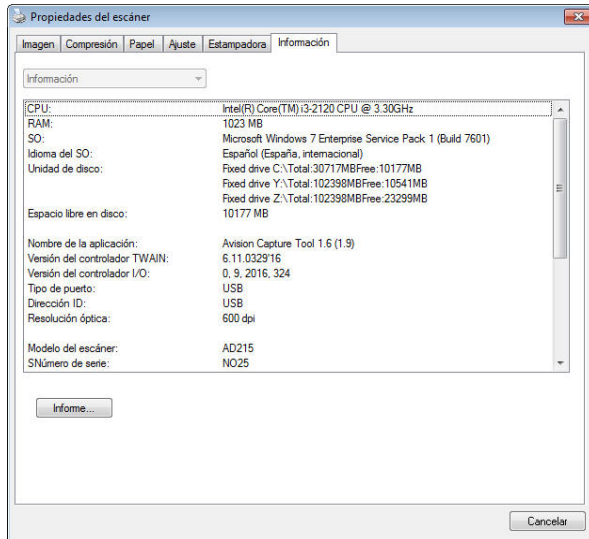 Propiedades del escáner
Imagen Compresión Papel Ajuste Estampadora Información
Información
CPU: Intel(R) Core(TM) i3-2120 CPU @ 3.30GHz
RAM: 1023 MB
SO: Microsoft Windows 7 Enterprise Service Pack 1 (Build 7601)
Idioma del SO: Español (España, internacional)
Unidad de disco: Fixed drive C:\Total:30717MBFree:10177MB
Fixed drive Y:\Total:102398MBFree:10541MB
Fixed drive Z:\Total:102398MBFree:23299MB
Espacio libre en disco: 10177 MB
Nombre de la aplicación: Avision Capture Tool 1.6 (1.9)
Versión del controlador TWAIN: 6.11.0329'16
Versión del controlador I/O: 0, 9, 2016, 324
Tipo de puerto: USB
Dirección ID: USB
Resolución óptica: 600 dpi
Modelo del escáner: AD215
SNúmero de serie: NO25
Informe...
Cancelar